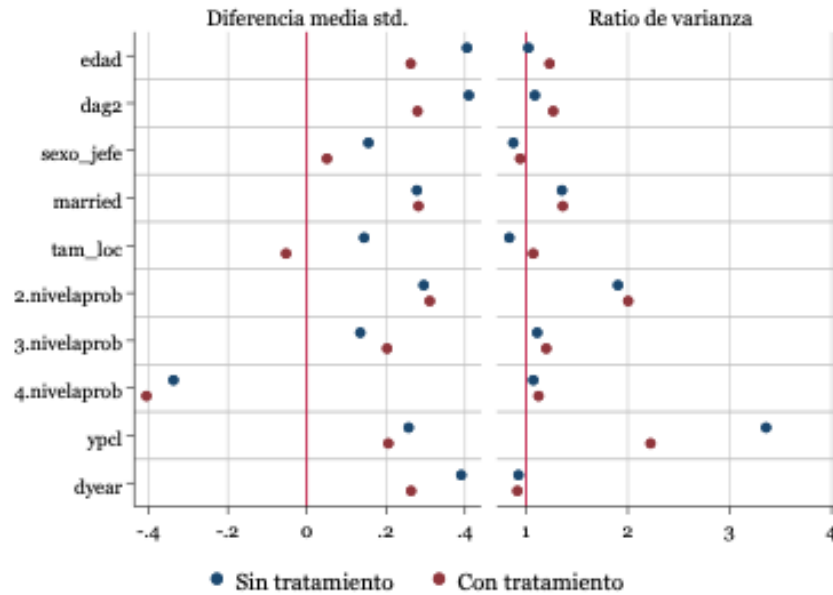 Diferencia media std. Ratio de varianza
edad
dag2
sexo_jefe
married
tam_loc
2.nivelaprob
3.nivelaprob
4.nivelaprob
ypcl
dyear
-.4 -.2 0 .2 .4 1 2 3 4
Sin tratamiento Con tratamiento